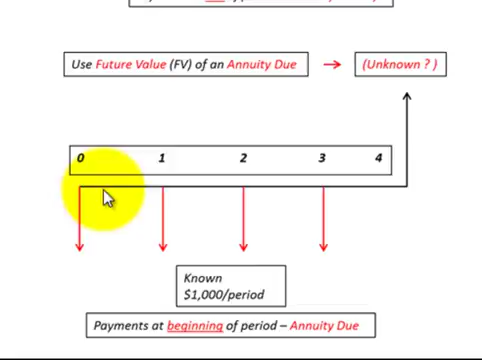 Use Future Value (FV) of an Annuity Due
(Unknown ? )
0 1 2 3 4
Known
$1,000/period
Payments at beginning of period – Annuity Due